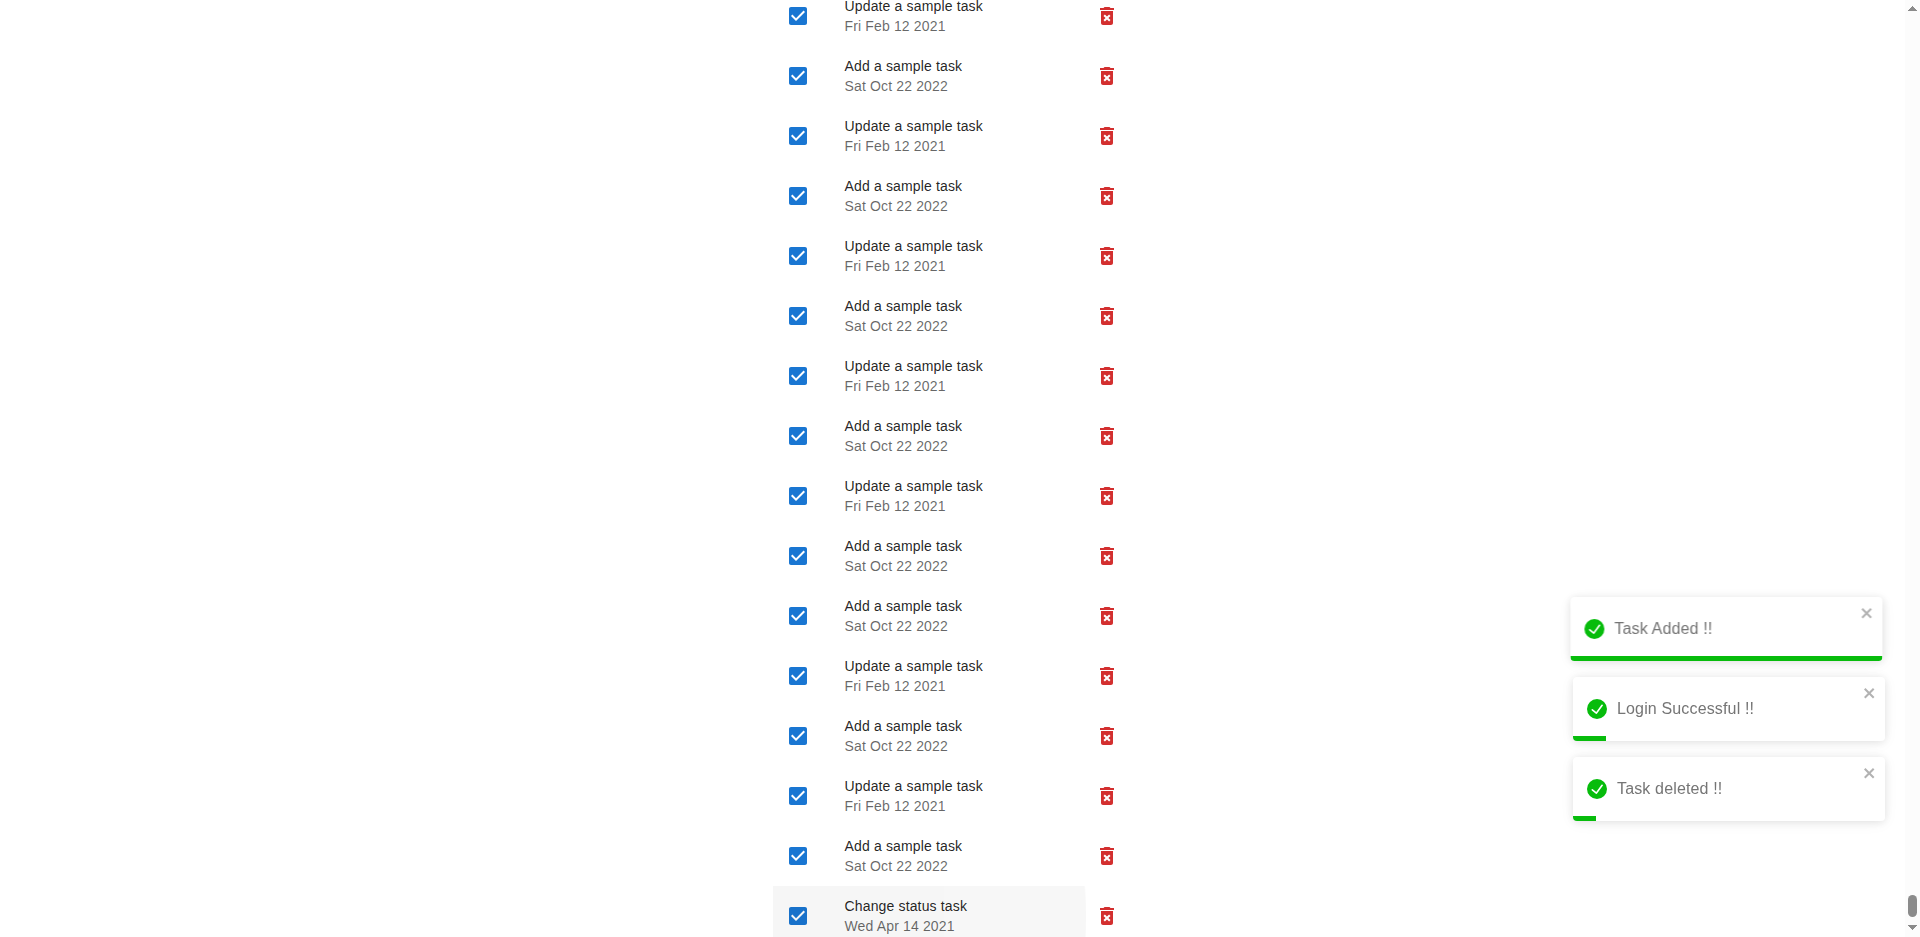 Update a sample task
Fri Feb 12 2021
Add a sample task
Sat Oct 22 2022
Update a sample task
Fri Feb 12 2021
Add a sample task
Sat Oct 22 2022
Update a sample task
Fri Feb 12 2021
Add a sample task
Sat Oct 22 2022
Update a sample task
Fri Feb 12 2021
Add a sample task
Sat Oct 22 2022
Update a sample task
Fri Feb 12 2021
Add a sample task
Sat Oct 22 2022
Add a sample task
Sat Oct 22 2022
Update a sample task
Fri Feb 12 2021
Add a sample task
Sat Oct 22 2022
Update a sample task
Fri Feb 12 2021
Add a sample task
Sat Oct 22 2022
Change status task
Wed Apr 14 2021
Task Added !!
Login Successful !!
Task deleted !!